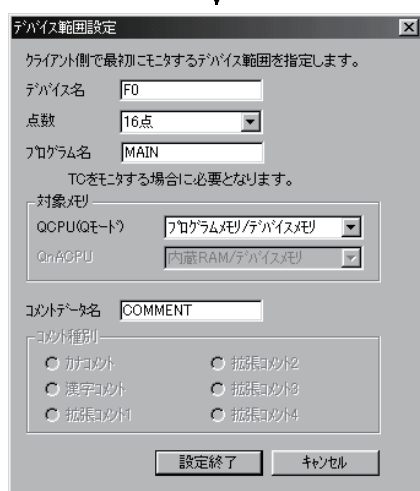 ﾃﾞﾊﾞｲｽ範囲設定
ｸﾗｲｱﾝﾄ側で最初にﾓﾆﾀするﾃﾞﾊﾞｲｽ範囲を指定します。
ﾃﾞﾊﾞｲｽ名 F0
点数 16点
ﾌﾟﾛｸﾞﾗﾑ名 MAIN
TCをﾓﾆﾀする場合に必要となります。
対象ﾒﾓﾘ
QCPU(Qﾓｰﾄﾞ) ﾌﾟﾛｸﾞﾗﾑﾒﾓﾘ/ﾃﾞﾊﾞｲｽﾒﾓﾘ
QnACPU 内蔵RAM/ﾃﾞﾊﾞｲｽﾒﾓﾘ
ｺﾒﾝﾄﾃﾞｰﾀ名 COMMENT
ｺﾒﾝﾄ種別
ｶﾅｺﾒﾝﾄ 拡張ｺﾒﾝﾄ2
漢字ｺﾒﾝﾄ 拡張ｺﾒﾝﾄ3
拡張ｺﾒﾝﾄ1 拡張ｺﾒﾝﾄ4
設定終了 ｷｬﾝｾﾙ